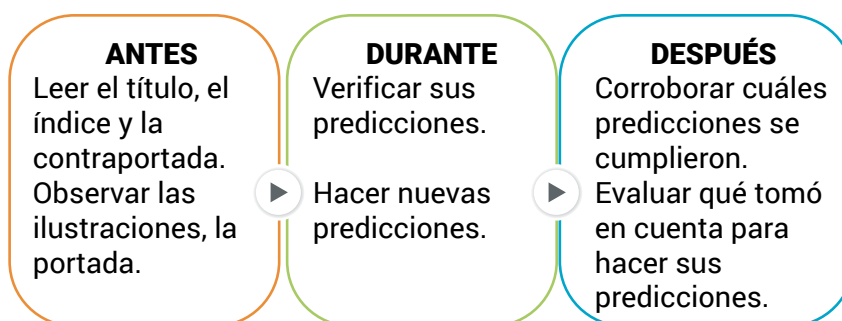 ANTES
Leer el título, el
índice y la
contraportada.
Observar las
ilustraciones, la
portada.
DURANTE
Verificar sus
predicciones.
Hacer nuevas
predicciones.
DESPUÉS
Corroborar cuáles
predicciones se
cumplieron.
Evaluar qué tomó
en cuenta para
hacer sus
predicciones.